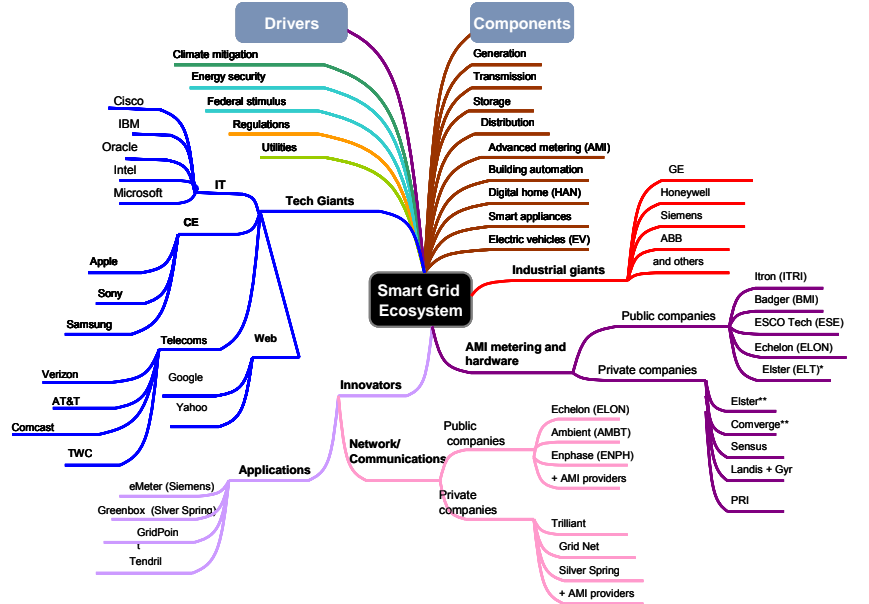 Drivers
Components
Climate mitigation
Energy security
Federal stimulus
Regulations
Utilities
Generation
Transmission
Storage
Distribution
Advanced metering (AMI)
Building automation
Digital home (HAN)
Smart appliances
Electric vehicles (EV)
Cisco
IBM
Oracle
Intel
Microsoft
IT
Tech Giants
CE
Apple
Sony
Samsung
Telecoms
Web
Verizon
AT&T
Comcast
TWC
Google
Yahoo
Smart Grid
Ecosystem
Industrial giants
GE
Honeywell
Siemens
ABB
and others
AMI metering and
hardware
Public companies
Itron (ITRI)
Badger (BMI)
ESCO Tech (ESE)
Echelon (ELON)
Elster (ELT)*
Private companies
Elster**
Comverge**
Sensus
Landis + Gyr
PRI
Innovators
Network/
Communications
Public
companies
Echelon (ELON)
Ambient (AMBT)
Enphase (ENPH)
+ AMI providers
Private
companies
Trilliant
Grid Net
Silver Spring
+ AMI providers
Applications
eMeter (Siemens)
Greenbox (Slver Spring)
GridPoin
t
Tendril